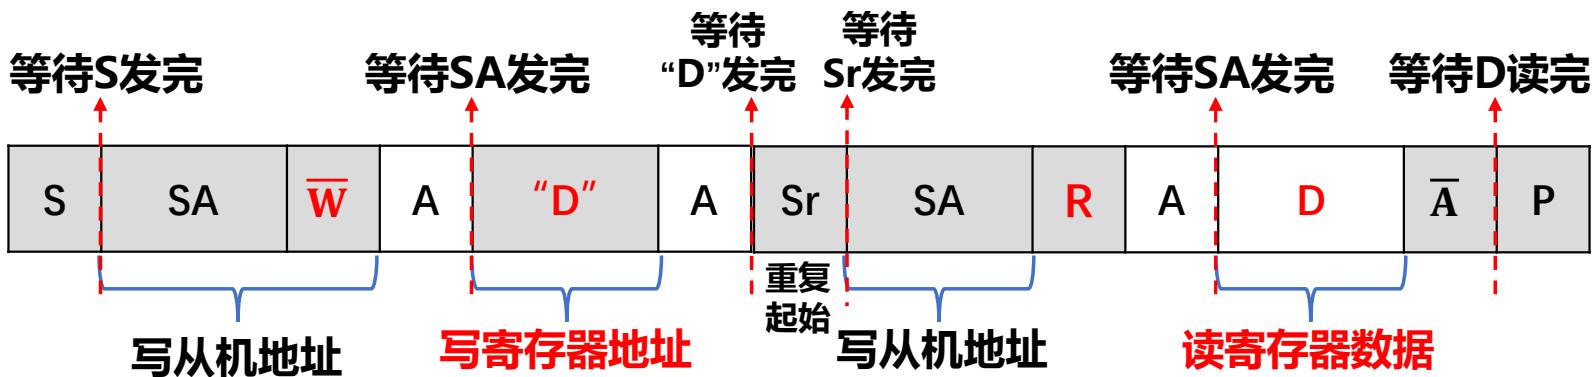 等待S发完
等待SA发完
等待
“D”发完
等待
Sr发完
等待SA发完
等待D读完
S
SA
W̅
A
“D”
A
Sr
SA
R
A
D
A̅
P
重复
起始
写从机地址
写寄存器地址
写从机地址
读寄存器数据